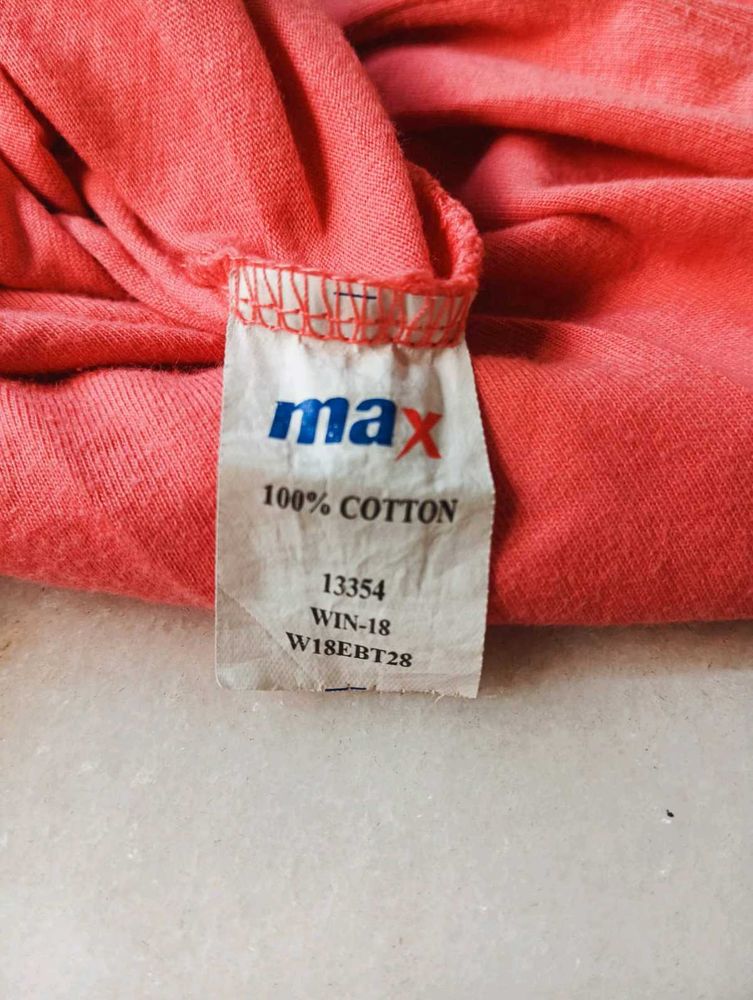 max
100% COTTON
13354
WIN-18
W18EBT28